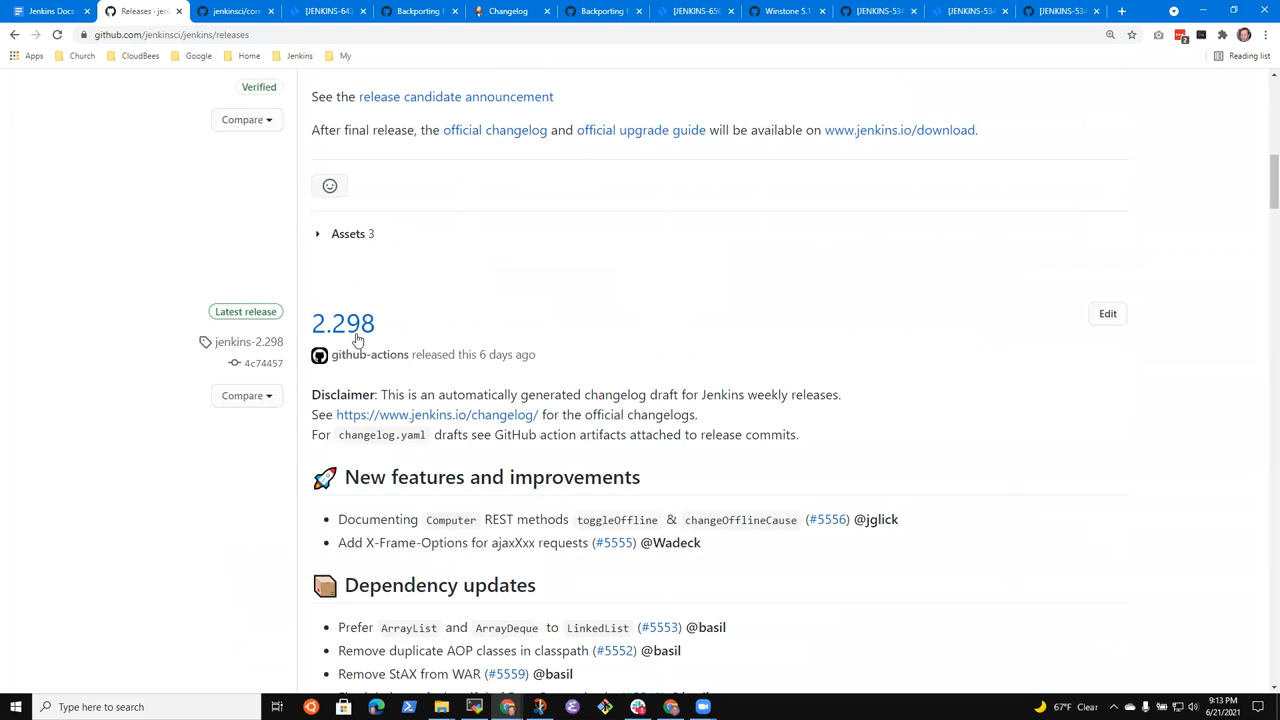 Jenkins Docs
Releases · jen
jenkinsci/core
[JENKINS-643
Backporting f
Changelog
Backporting f
[JENKINS-656
Winstone 5.1
[JENKINS-534
[JENKINS-534
[JENKINS-534
github.com/jenkinsci/jenkins/releases
Apps
Church
CloudBees
Google
Home
Jenkins
My
Reading list
Verified
Compare
See the release candidate announcement
After final release, the official changelog and official upgrade guide will be available on www.jenkins.io/download.
Assets 3
Latest release
jenkins-2.298
4c74457
Compare
2.298
Edit
github-actions released this 6 days ago
Disclaimer: This is an automatically generated changelog draft for Jenkins weekly releases.
See https://www.jenkins.io/changelog/ for the official changelogs.
For changelog.yaml drafts see GitHub action artifacts attached to release commits.
New features and improvements
Documenting Computer REST methods toggleOffline & changeOfflineCause (#5556) @jglick
Add X-Frame-Options for ajaxXxx requests (#5555) @Wadeck
Dependency updates
Prefer ArrayList and ArrayDeque to LinkedList (#5553) @basil
Remove duplicate AOP classes in classpath (#5552) @basil
Remove StAX from WAR (#5559) @basil
Type here to search
67°F Clear
9:13 PM
6/21/2021